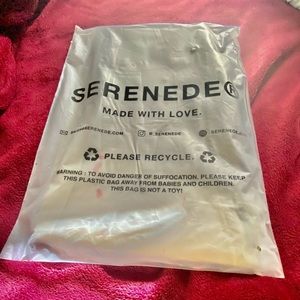 SERENEDE®
MADE WITH LOVE.
@_SERENEDE
PLEASE RECYCLE.
WARNING : TO AVOID DANGER OF SUFFOCATION, PLEASE KEEP
THIS PLASTIC BAG AWAY FROM BABIES AND CHILDREN.
THIS BAG IS NOT A TOY!